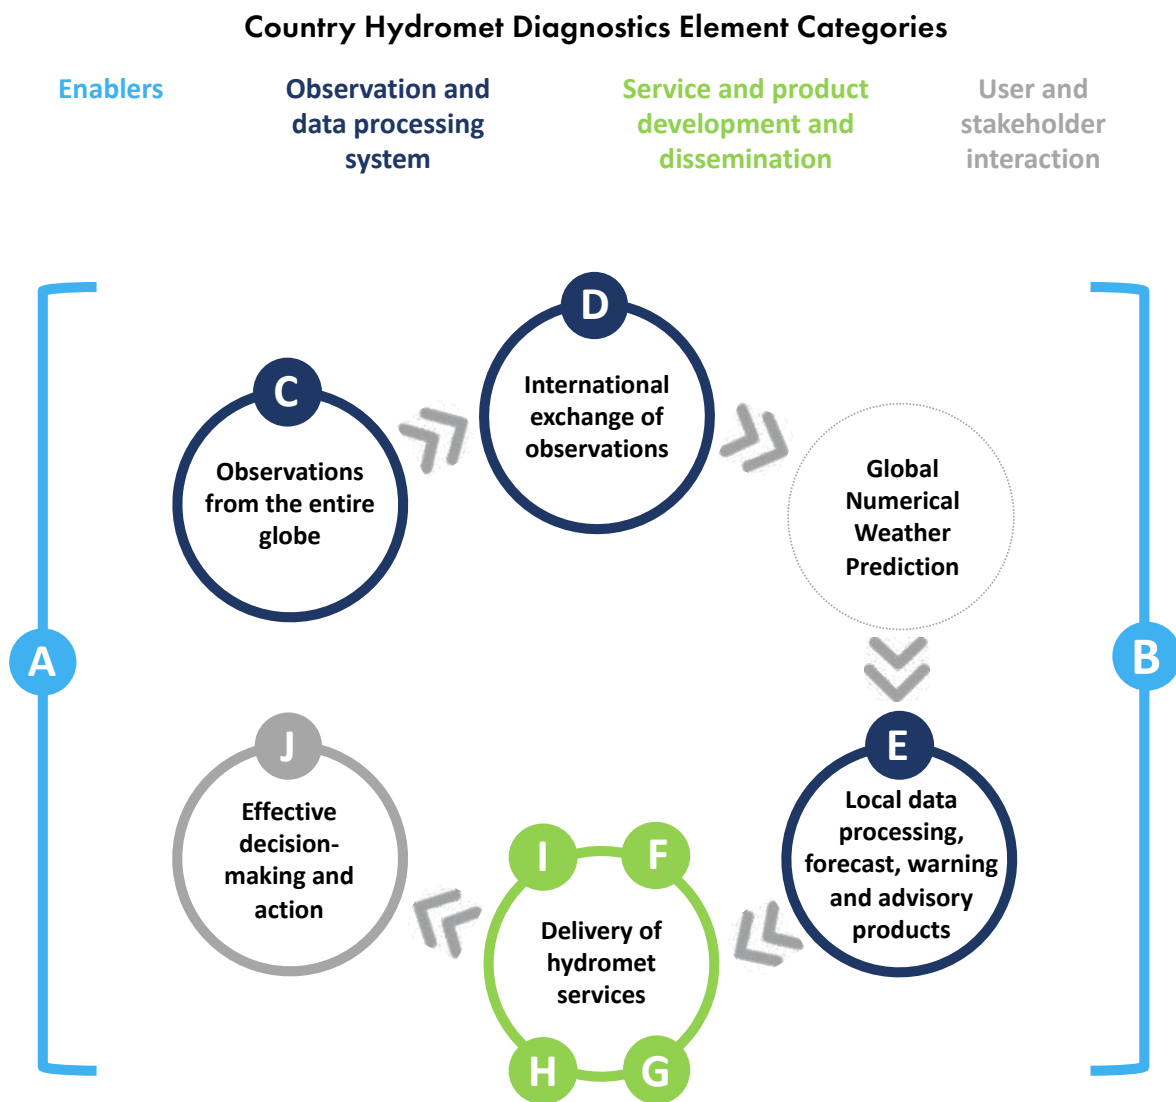 Country Hydromet Diagnostics Element Categories
Enablers
Observation and
data processing
system
Service and product
development and
dissemination
User and
stakeholder
interaction
A
B
C
Observations
from the entire
globe
D
International
exchange of
observations
Global
Numerical
Weather
Prediction
E
Local data
processing,
forecast, warning
and advisory
products
I
F
Delivery of
hydromet
services
H
G
J
Effective
decision-
making and
action